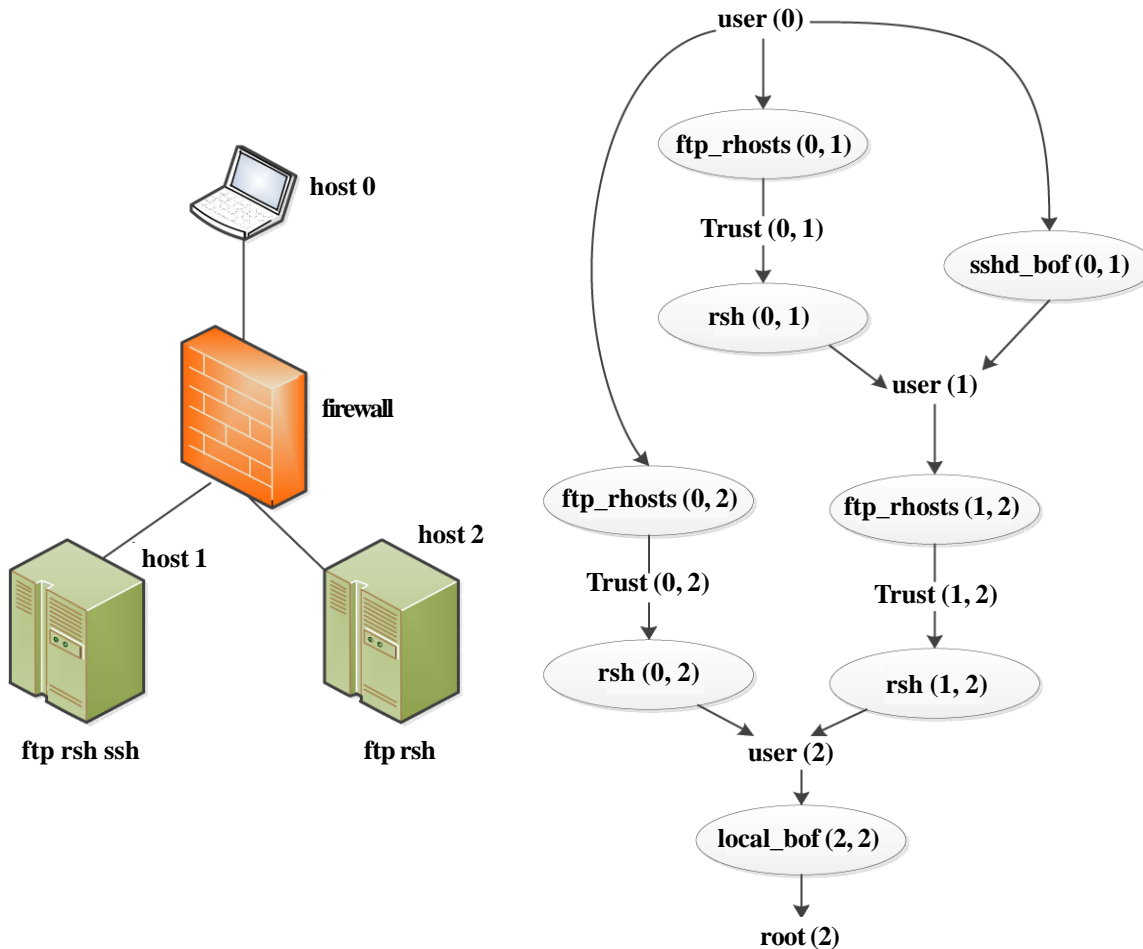 host 0
firewall
host 1
host 2
ftp rsh ssh
ftp rsh
user (0)
ftp_rhosts (0, 1)
Trust (0, 1)
sshd_bof (0, 1)
rsh (0, 1)
user (1)
ftp_rhosts (0, 2)
ftp_rhosts (1, 2)
Trust (0, 2)
Trust (1, 2)
rsh (0, 2)
rsh (1, 2)
user (2)
local_bof (2, 2)
root (2)